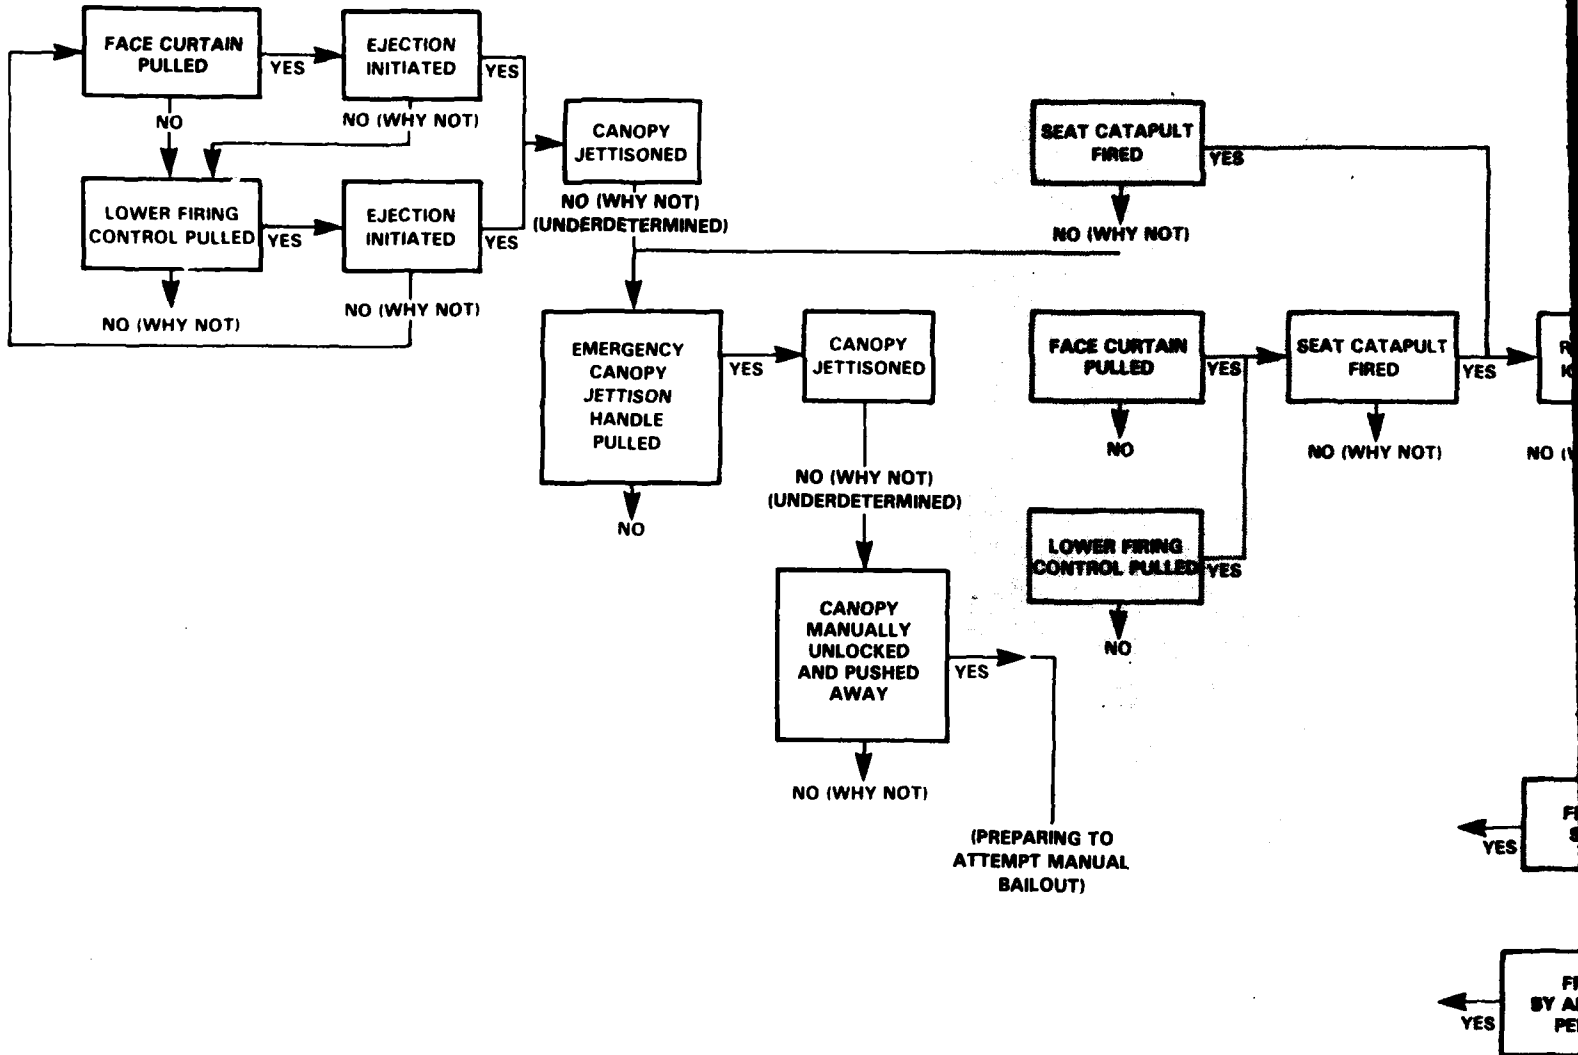 FACE CURTAIN
PULLED
YES
NO
EJECTION
INITIATED
YES
NO (WHY NOT)
LOWER FIRING
CONTROL PULLED
YES
NO (WHY NOT)
EJECTION
INITIATED
YES
NO (WHY NOT)
CANOPY
JETTISONED
NO (WHY NOT)
(UNDERDETERMINED)
EMERGENCY
CANOPY
JETTISON
HANDLE
PULLED
YES
NO
CANOPY
JETTISONED
NO (WHY NOT)
(UNDERDETERMINED)
CANOPY
MANUALLY
UNLOCKED
AND PUSHED
AWAY
YES
NO (WHY NOT)
(PREPARING TO
ATTEMPT MANUAL
BAILOUT)
SEAT CATAPULT
FIRED
YES
NO (WHY NOT)
FACE CURTAIN
PULLED
YES
NO
LOWER FIRING
CONTROL PULLED
YES
NO
SEAT CATAPULT
FIRED
YES
NO (WHY NOT)
NO
YES
BY
YES